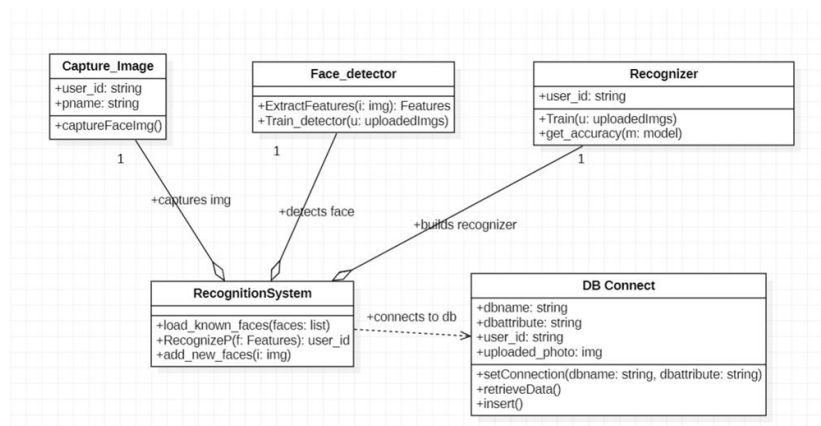 Capture_Image
+user_id: string
+pname: string
+captureFaceImg()
1
Face_detector
+ExtractFeatures(i: img): Features
+Train_detector(u: uploadedImgs)
1
Recognizer
+user_id: string
+Train(u: uploadedImgs)
+get_accuracy(m: model)
1
+captures img
+detects face
+builds recognizer
RecognitionSystem
+load_known_faces(faces: list)
+RecognizeP(f: Features): user_id
+add_new_faces(i: img)
+connects to db
DB Connect
+dbname: string
+dbattribute: string
+user_id: string
+uploaded_photo: img
+setConnection(dbname: string, dbattribute: string)
+retrieveData()
+insert()